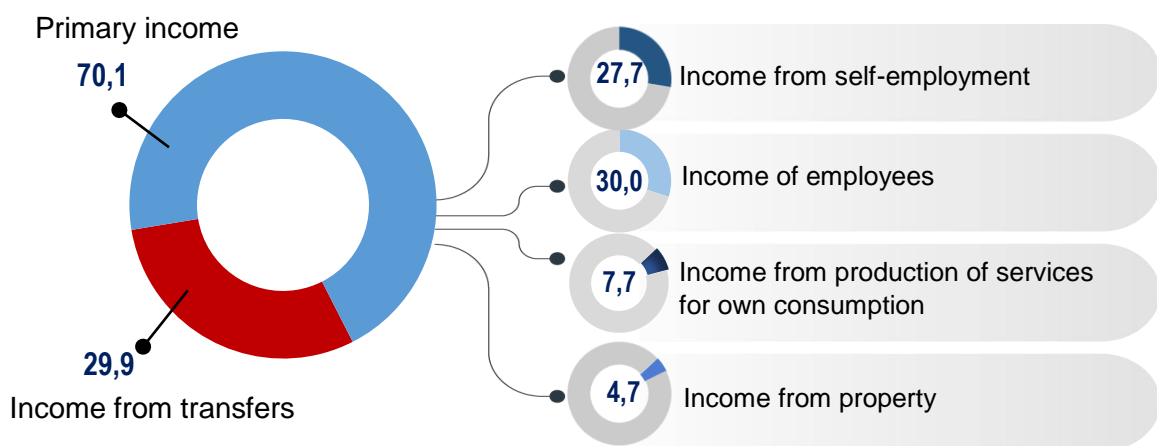 Primary income
70,1
29,9
Income from transfers
27,7
Income from self-employment
30,0
Income of employees
7,7
Income from production of services
for own consumption
4,7
Income from property